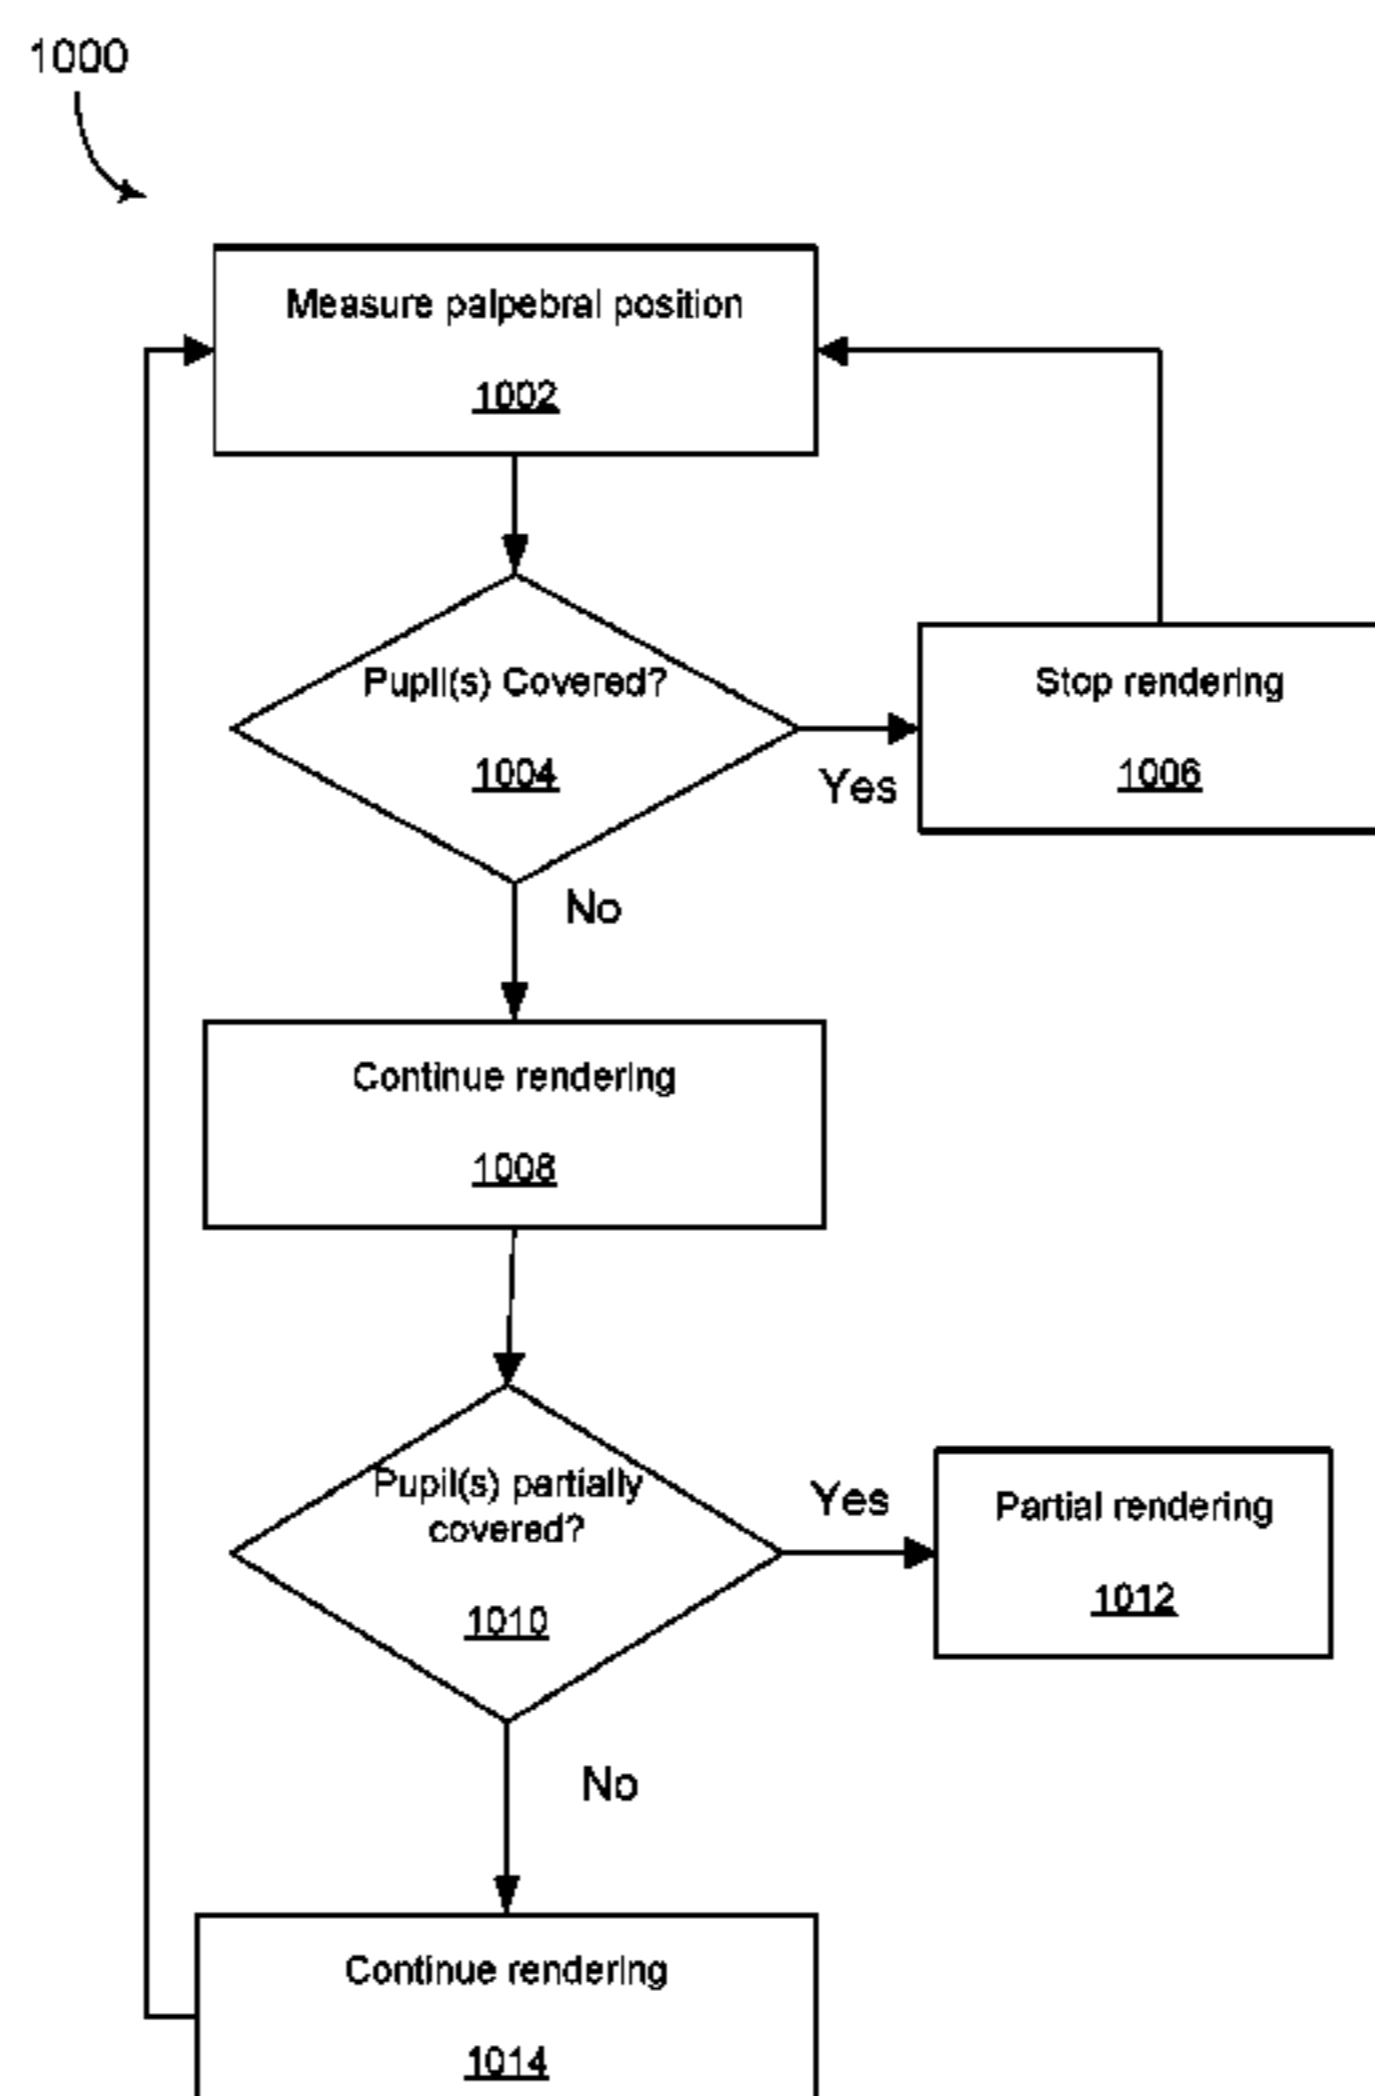 1000
Measure palpebral position
1002
Pupil(s) Covered?
1004
Yes
Stop rendering
1006
No
Continue rendering
1008
Pupil(s) partially
covered?
1010
Yes
Partial rendering
1012
No
Continue rendering
1014